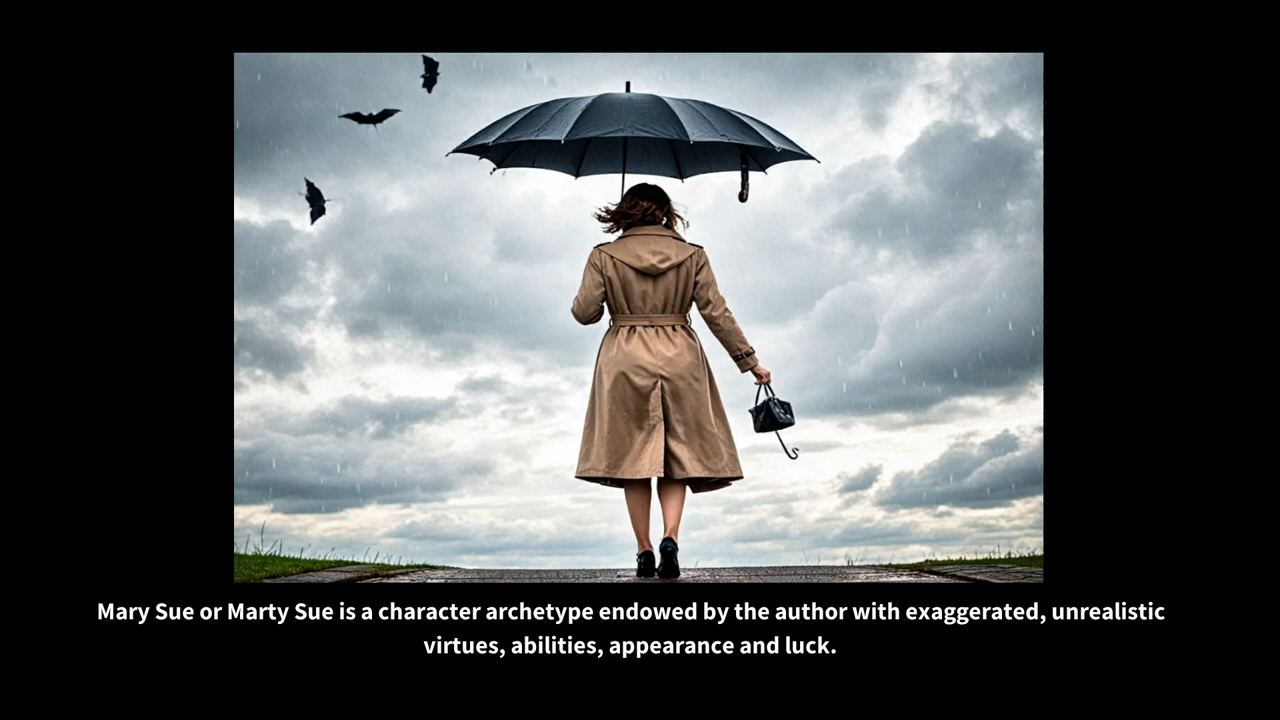 Mary Sue or Marty Sue is a character archetype endowed by the author with exaggerated, unrealistic
virtues, abilities, appearance and luck.